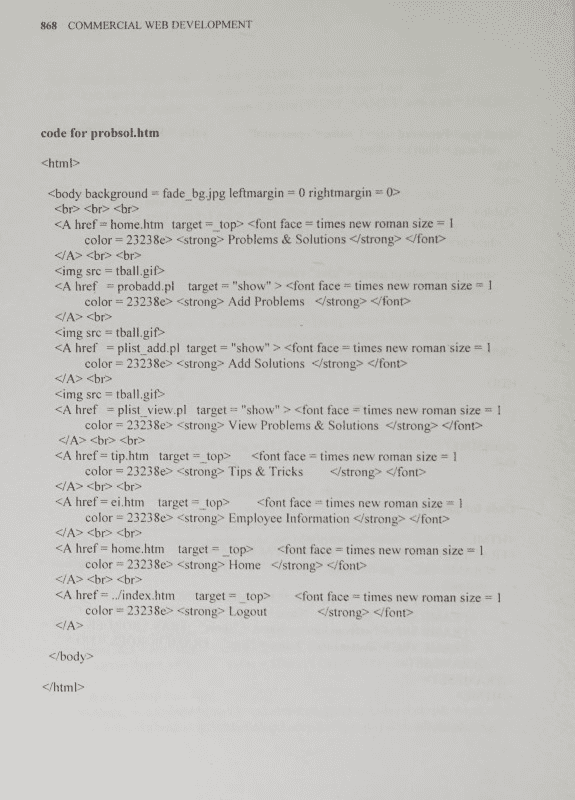 868 COMMERCIAL WEB DEVELOPMENT
code for probsol.htm
<html>
<body background = fade_bg.jpg leftmargin = 0 rightmargin = 0>
<br> <br> <br>
<A href = home.htm target =_top> <font face = times new roman size = 1
color = 23238e> <strong> Problems & Solutions </strong> </font>
</A> <br> <br>
<img src = tball.gif>
<A href = probadd.pl target = "show" > <font face = times new roman size = 1
color = 23238e> <strong> Add Problems </strong> </font>
</A> <br>
<img src = tball.gif>
<A href = plist_add.pl target = "show" > <font face = times new roman size = 1
color = 23238e> <strong> Add Solutions </strong> </font>
</A> <br>
<img src = tball.gif>
<A href = plist_view.pl target = "show" > <font face = times new roman size = 1
color = 23238e> <strong> View Problems & Solutions </strong> </font>
</A> <br> <br>
<A href = tip.htm target =_top> <font face = times new roman size = 1
color = 23238e> <strong> Tips & Tricks </strong> </font>
</A> <br> <br>
<A href = ei.htm target = _top> <font face = times new roman size = 1
color = 23238e> <strong> Employee Information </strong> </font>
</A> <br> <br>
<A href = home.htm target = _top> <font face = times new roman size = 1
color = 23238e> <strong> Home </strong> </font>
</A> <br> <br>
<A href = ../index.htm target = _top> <font face = times new roman size = 1
color = 23238e> <strong> Logout </strong> </font>
</A>
</body>
</html>